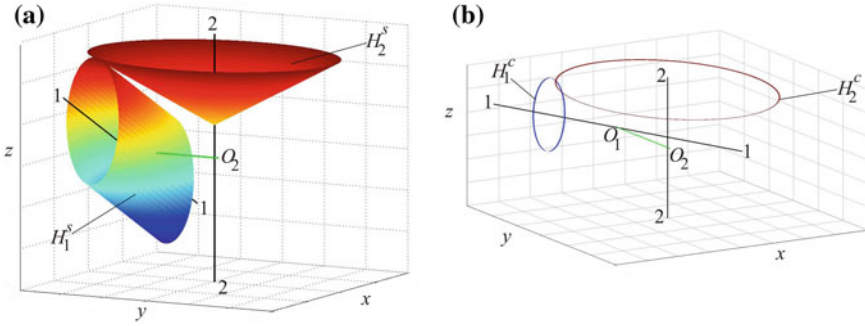 (a)
2
H₂ˢ
1
z
O₂
1
H₁ˢ
2
y
x
(b)
H₁ᶜ
2
1
H₂ᶜ
z
O₁
O₂
1
2
y
x